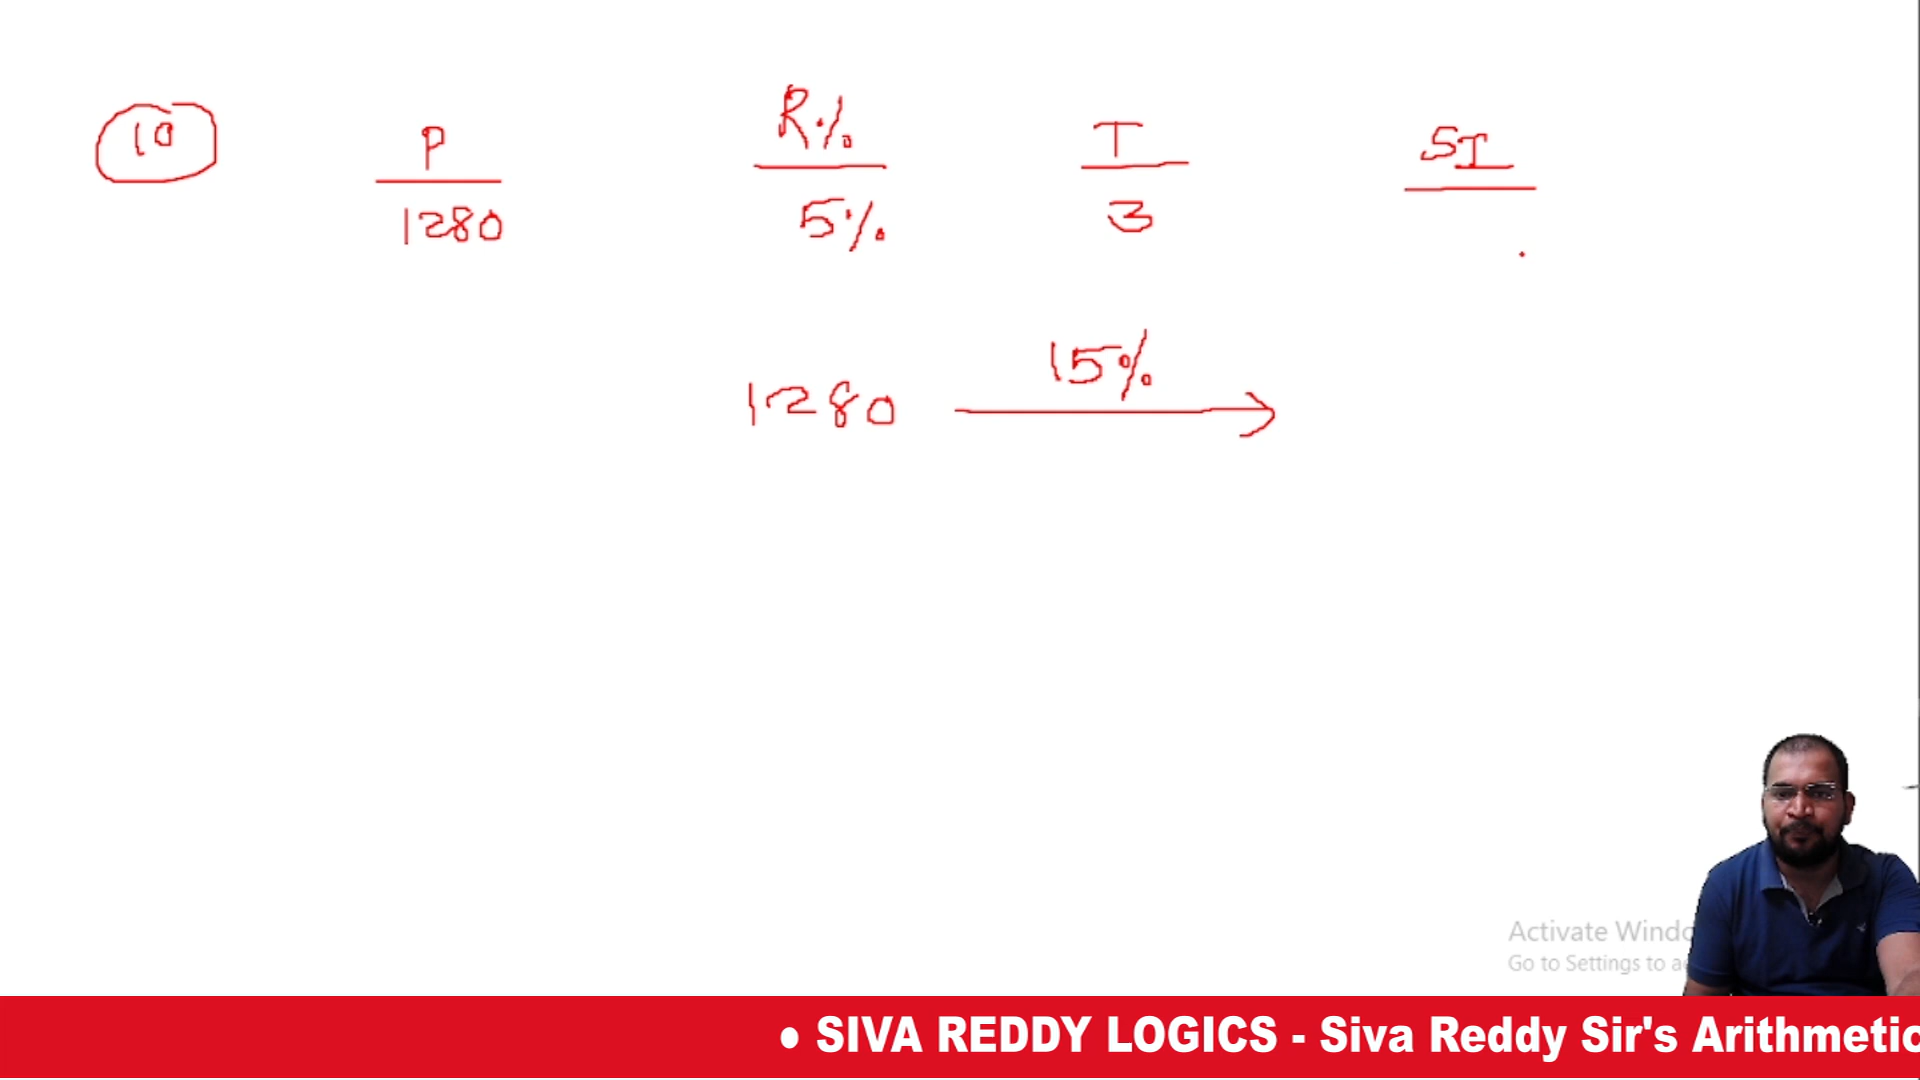 10 P R% T SI
1280 5% 3
15%
1280
Activate Windo
Go to Settings to a
• SIVA REDDY LOGICS - Siva Reddy Sir's Arithmetic